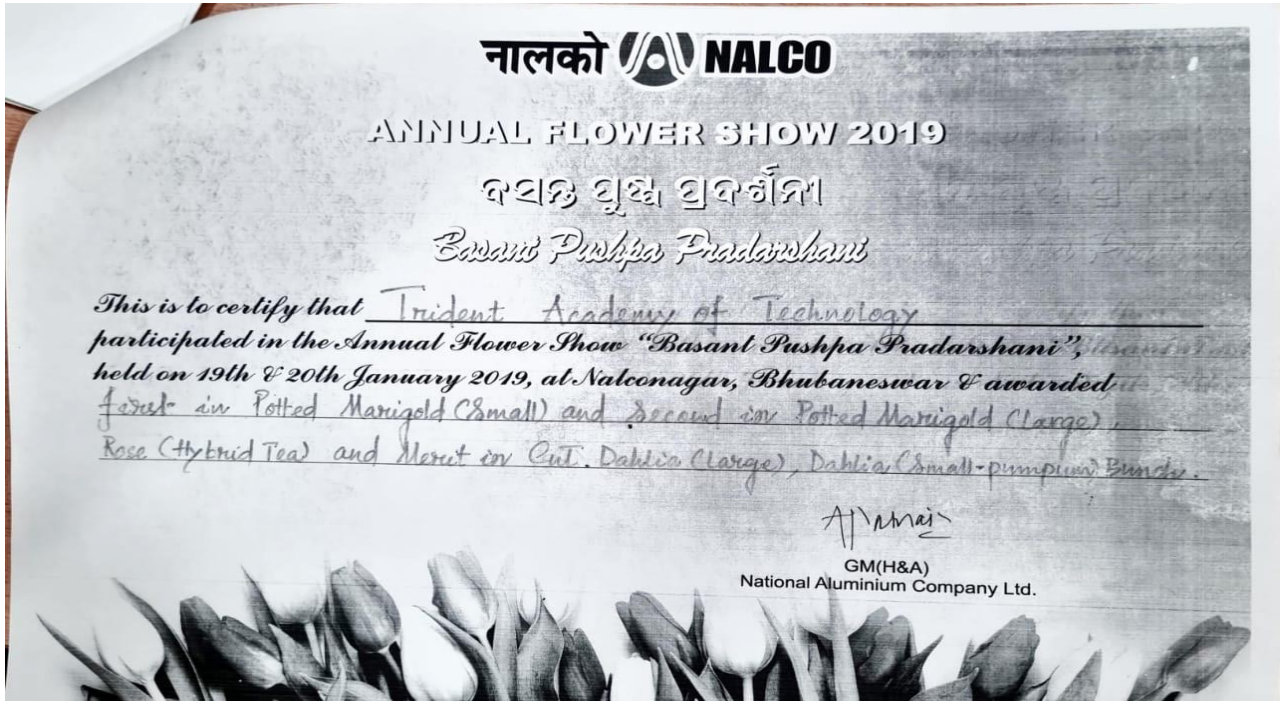 नालको NALCO
ANNUAL FLOWER SHOW 2019
ବସନ୍ତ ପୁଷ୍ପ ପ୍ରଦର୍ଶନୀ
Basant Pushpa Pradarshani
This is to certify that Trident Academy of Technology
participated in the Annual Flower Show “Basant Pushpa Pradarshani”,
held on 19th & 20th January 2019, at Nalconagar, Bhubaneswar & awarded
first in Potted Marigold (Small) and Second in Potted Marigold (Large),
Rose (Hybrid Tea) and Merit in Cut. Dahlia (Large), Dahlia (Small-pumpum) Bunch.
GM(H&A)
National Aluminium Company Ltd.